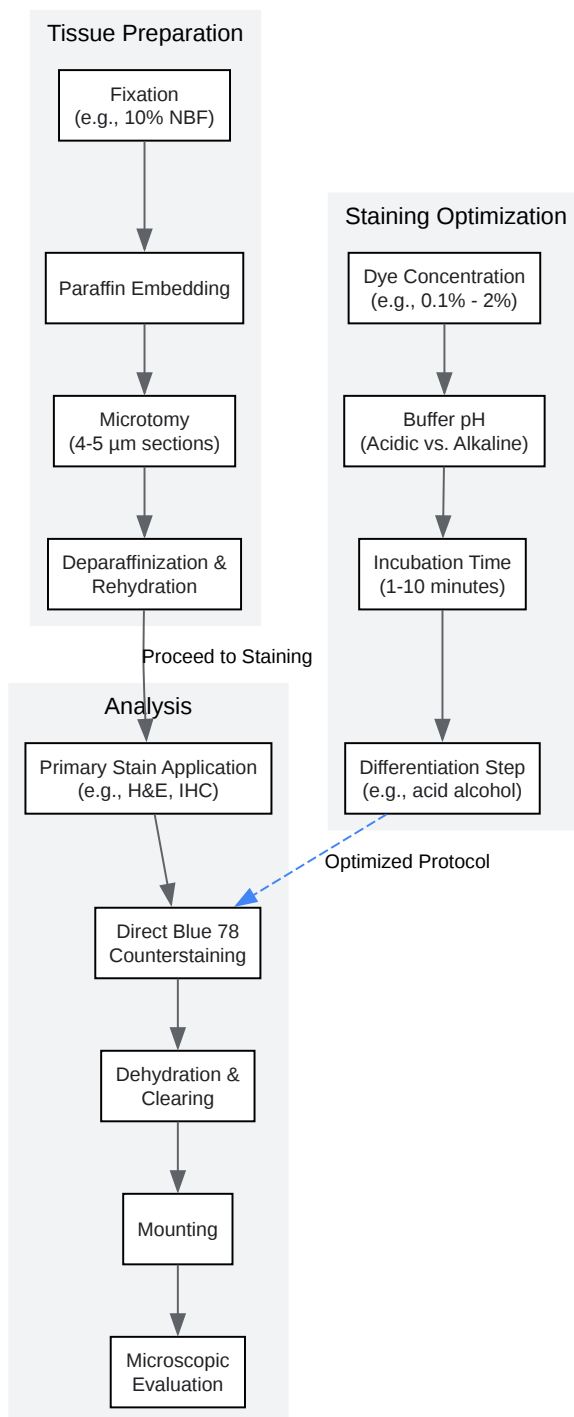 Tissue Preparation
Fixation
(e.g., 10% NBF)
Paraffin Embedding
Microtomy
(4-5 µm sections)
Deparaffinization &
Rehydration
Staining Optimization
Dye Concentration
(e.g., 0.1% - 2%)
Buffer pH
(Acidic vs. Alkaline)
Incubation Time
(1-10 minutes)
Differentiation Step
(e.g., acid alcohol)
Proceed to Staining
Optimized Protocol
Analysis
Primary Stain Application
(e.g., H&E, IHC)
Direct Blue 78
Counterstaining
Dehydration &
Clearing
Mounting
Microscopic
Evaluation